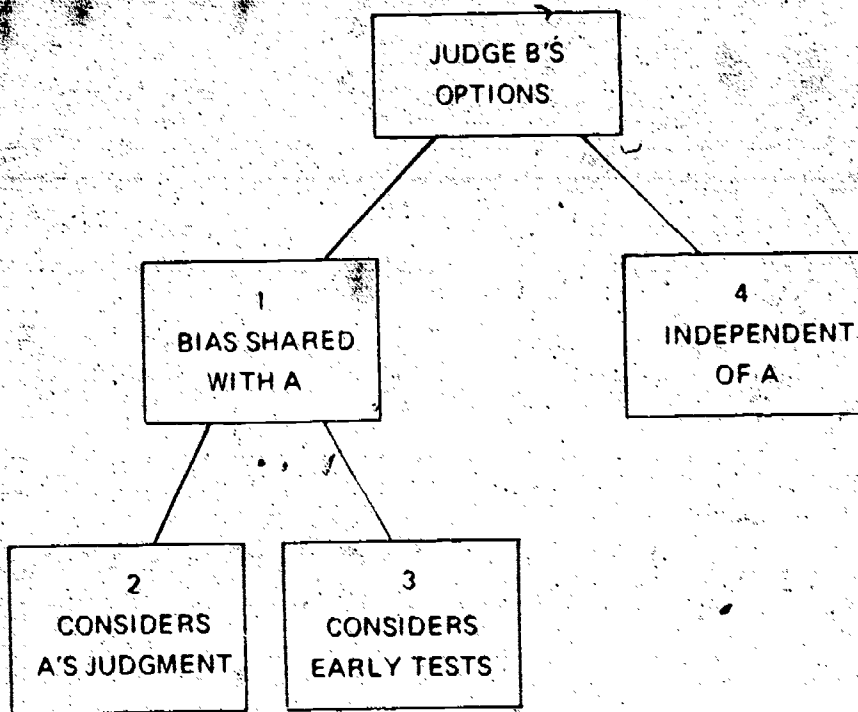 JUDGE B'S
OPTIONS
1
BIAS SHARED
WITH A
4
INDEPENDENT
OF A
2
CONSIDERS
A'S JUDGMENT
3
CONSIDERS
EARLY TESTS